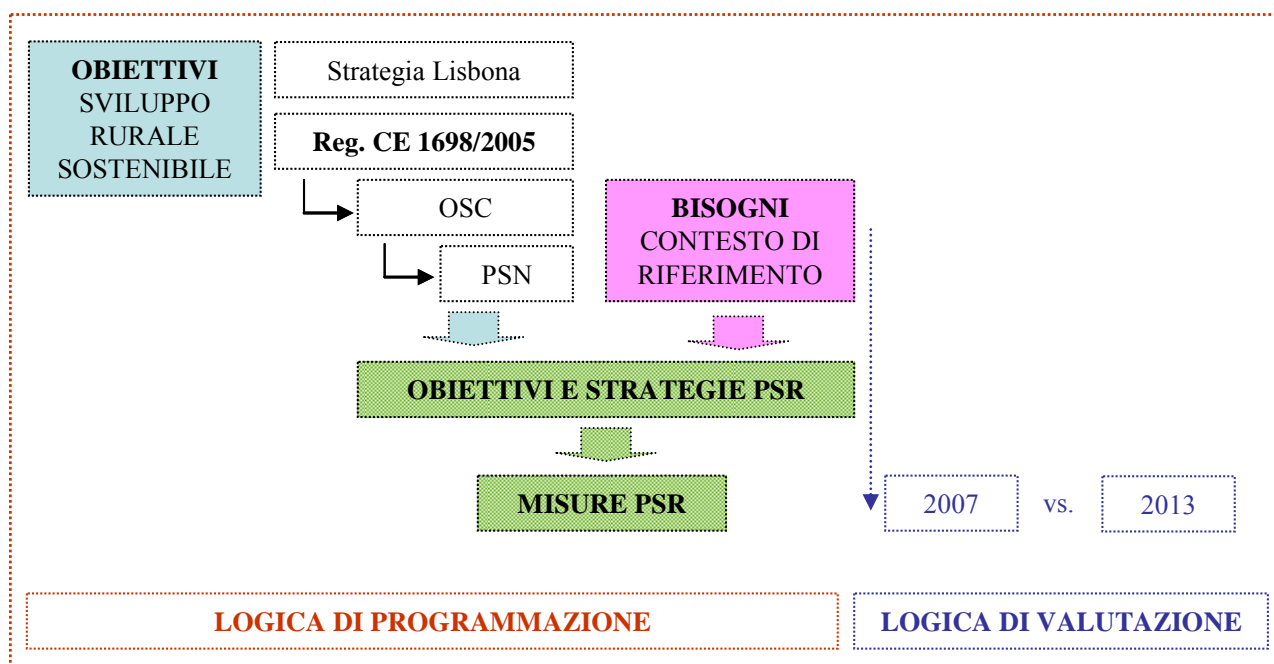 OBIETTIVI
SVILUPPO
RURALE
SOSTENIBILE
Strategia Lisbona
Reg. CE 1698/2005
OSC
PSN
BISOGNI
CONTESTO DI
RIFERIMENTO
OBIETTIVI E STRATEGIE PSR
MISURE PSR
2007 vs. 2013
LOGICA DI PROGRAMMAZIONE
LOGICA DI VALUTAZIONE